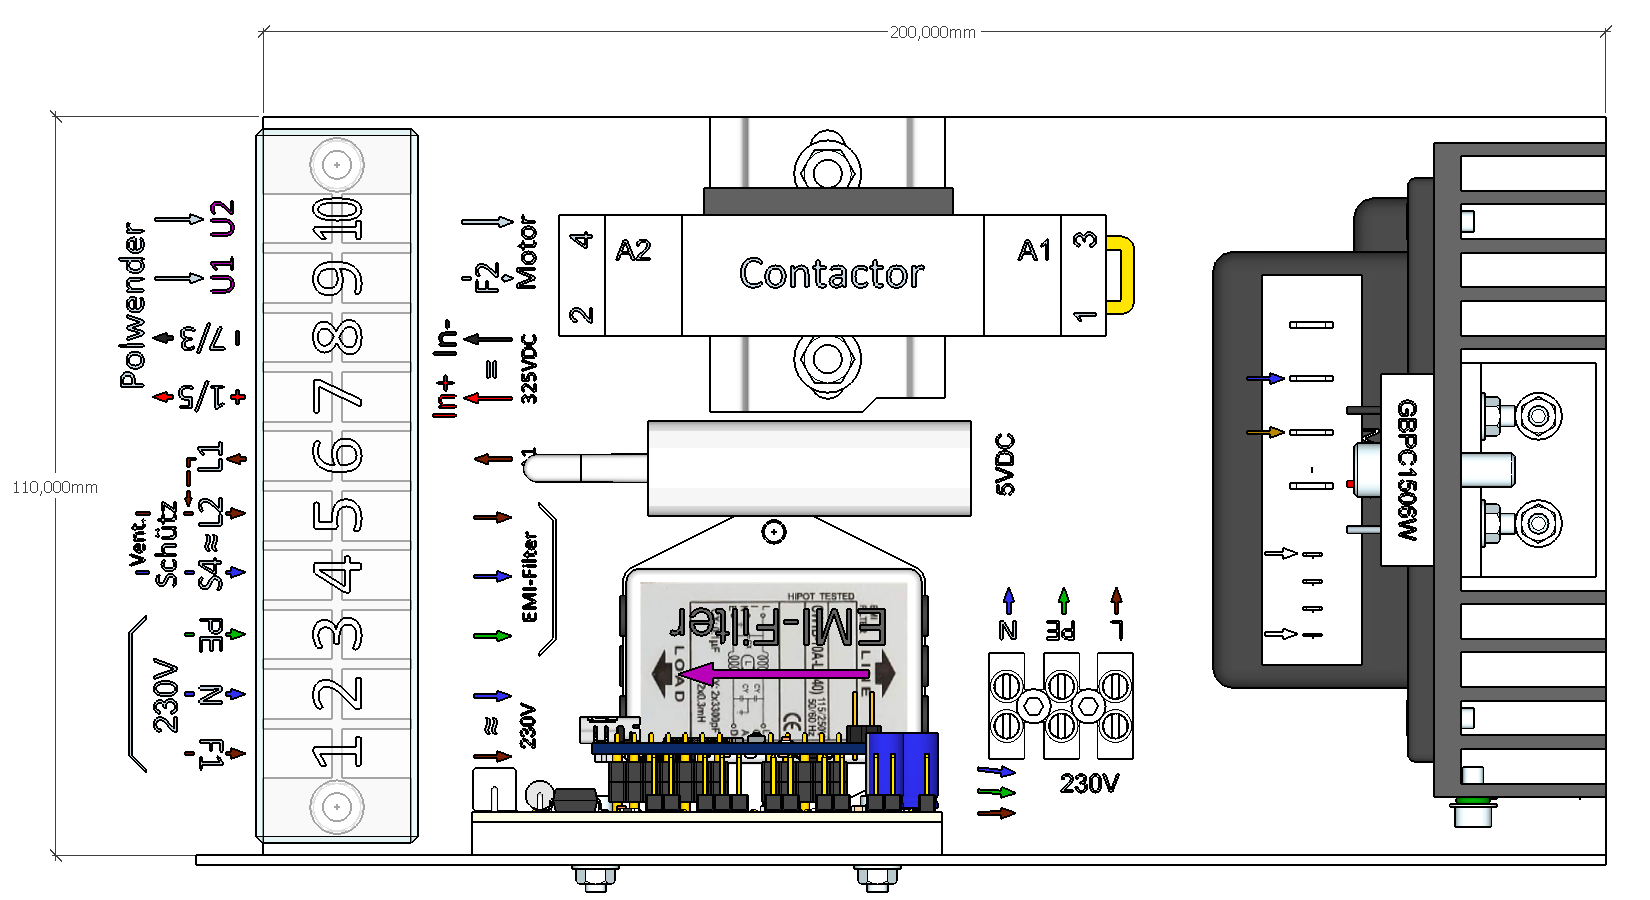 200,000mm
110,000mm
Polwender
U2
U1
- 7/3
+ 1/5
L1
Vent.
Schütz
≈
L2
S4
PE
230V
N
F1
10
9
8
7
6
5
4
3
2
1
F2
Motor
In-
In+
=
325VDC
EMI-Filter
≈
230V
4
2
A2
Contactor
A1
3
1
5VDC
HIPOT TESTED
EMI-Filter
LOAD
LINE
CE
N
PE
L
230V
GBPC1506W